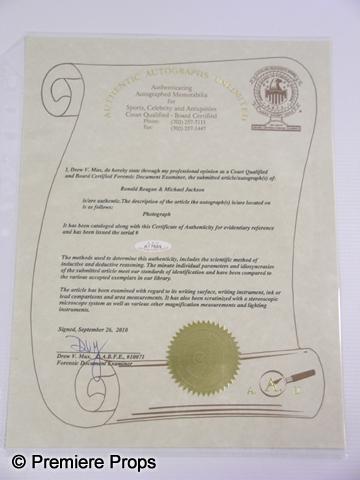 AUTHENTIC AUTOGRAPHS UNLIMITED
Authenticating
Autographed Memorabilia
for
Sports, Celebrity and Antiquities
Court Qualified - Board Certified
Phone: (702) 257-7113
Fax: (702) 257-1447
I, Drew V. Max, do hereby state through my professional opinion as a Court Qualified
and Board Certified Forensic Document Examiner, the submitted article/autograph(s) of:
Ronald Reagan & Michael Jackson
is/are authentic. The description of article the autograph(s) is/are located on
is as follows:
Photograph
It has been cataloged along with this Certificate of Authenticity for evidentiary reference
and has been issued the serial #
The methods used to determine this authenticity, includes the scientific method of
inductive and deductive reasoning. The minute individual parameters and idiosyncrasies
of the submitted article meet our standards of identification and have been compared to
the various accepted exemplars in our library.
The article has been examined with regard to its writing surface, writing instrument, ink or
lead comparisons and area measurements. It has also been scrutinized with a stereoscopic
microscope system as well as various other magnification measurements and lighting
instruments.
Signed, September 26, 2010
Drew V. Max, A.A.B.F.E., #10071
Forensic Document Examiner
A A U
© Premiere Props